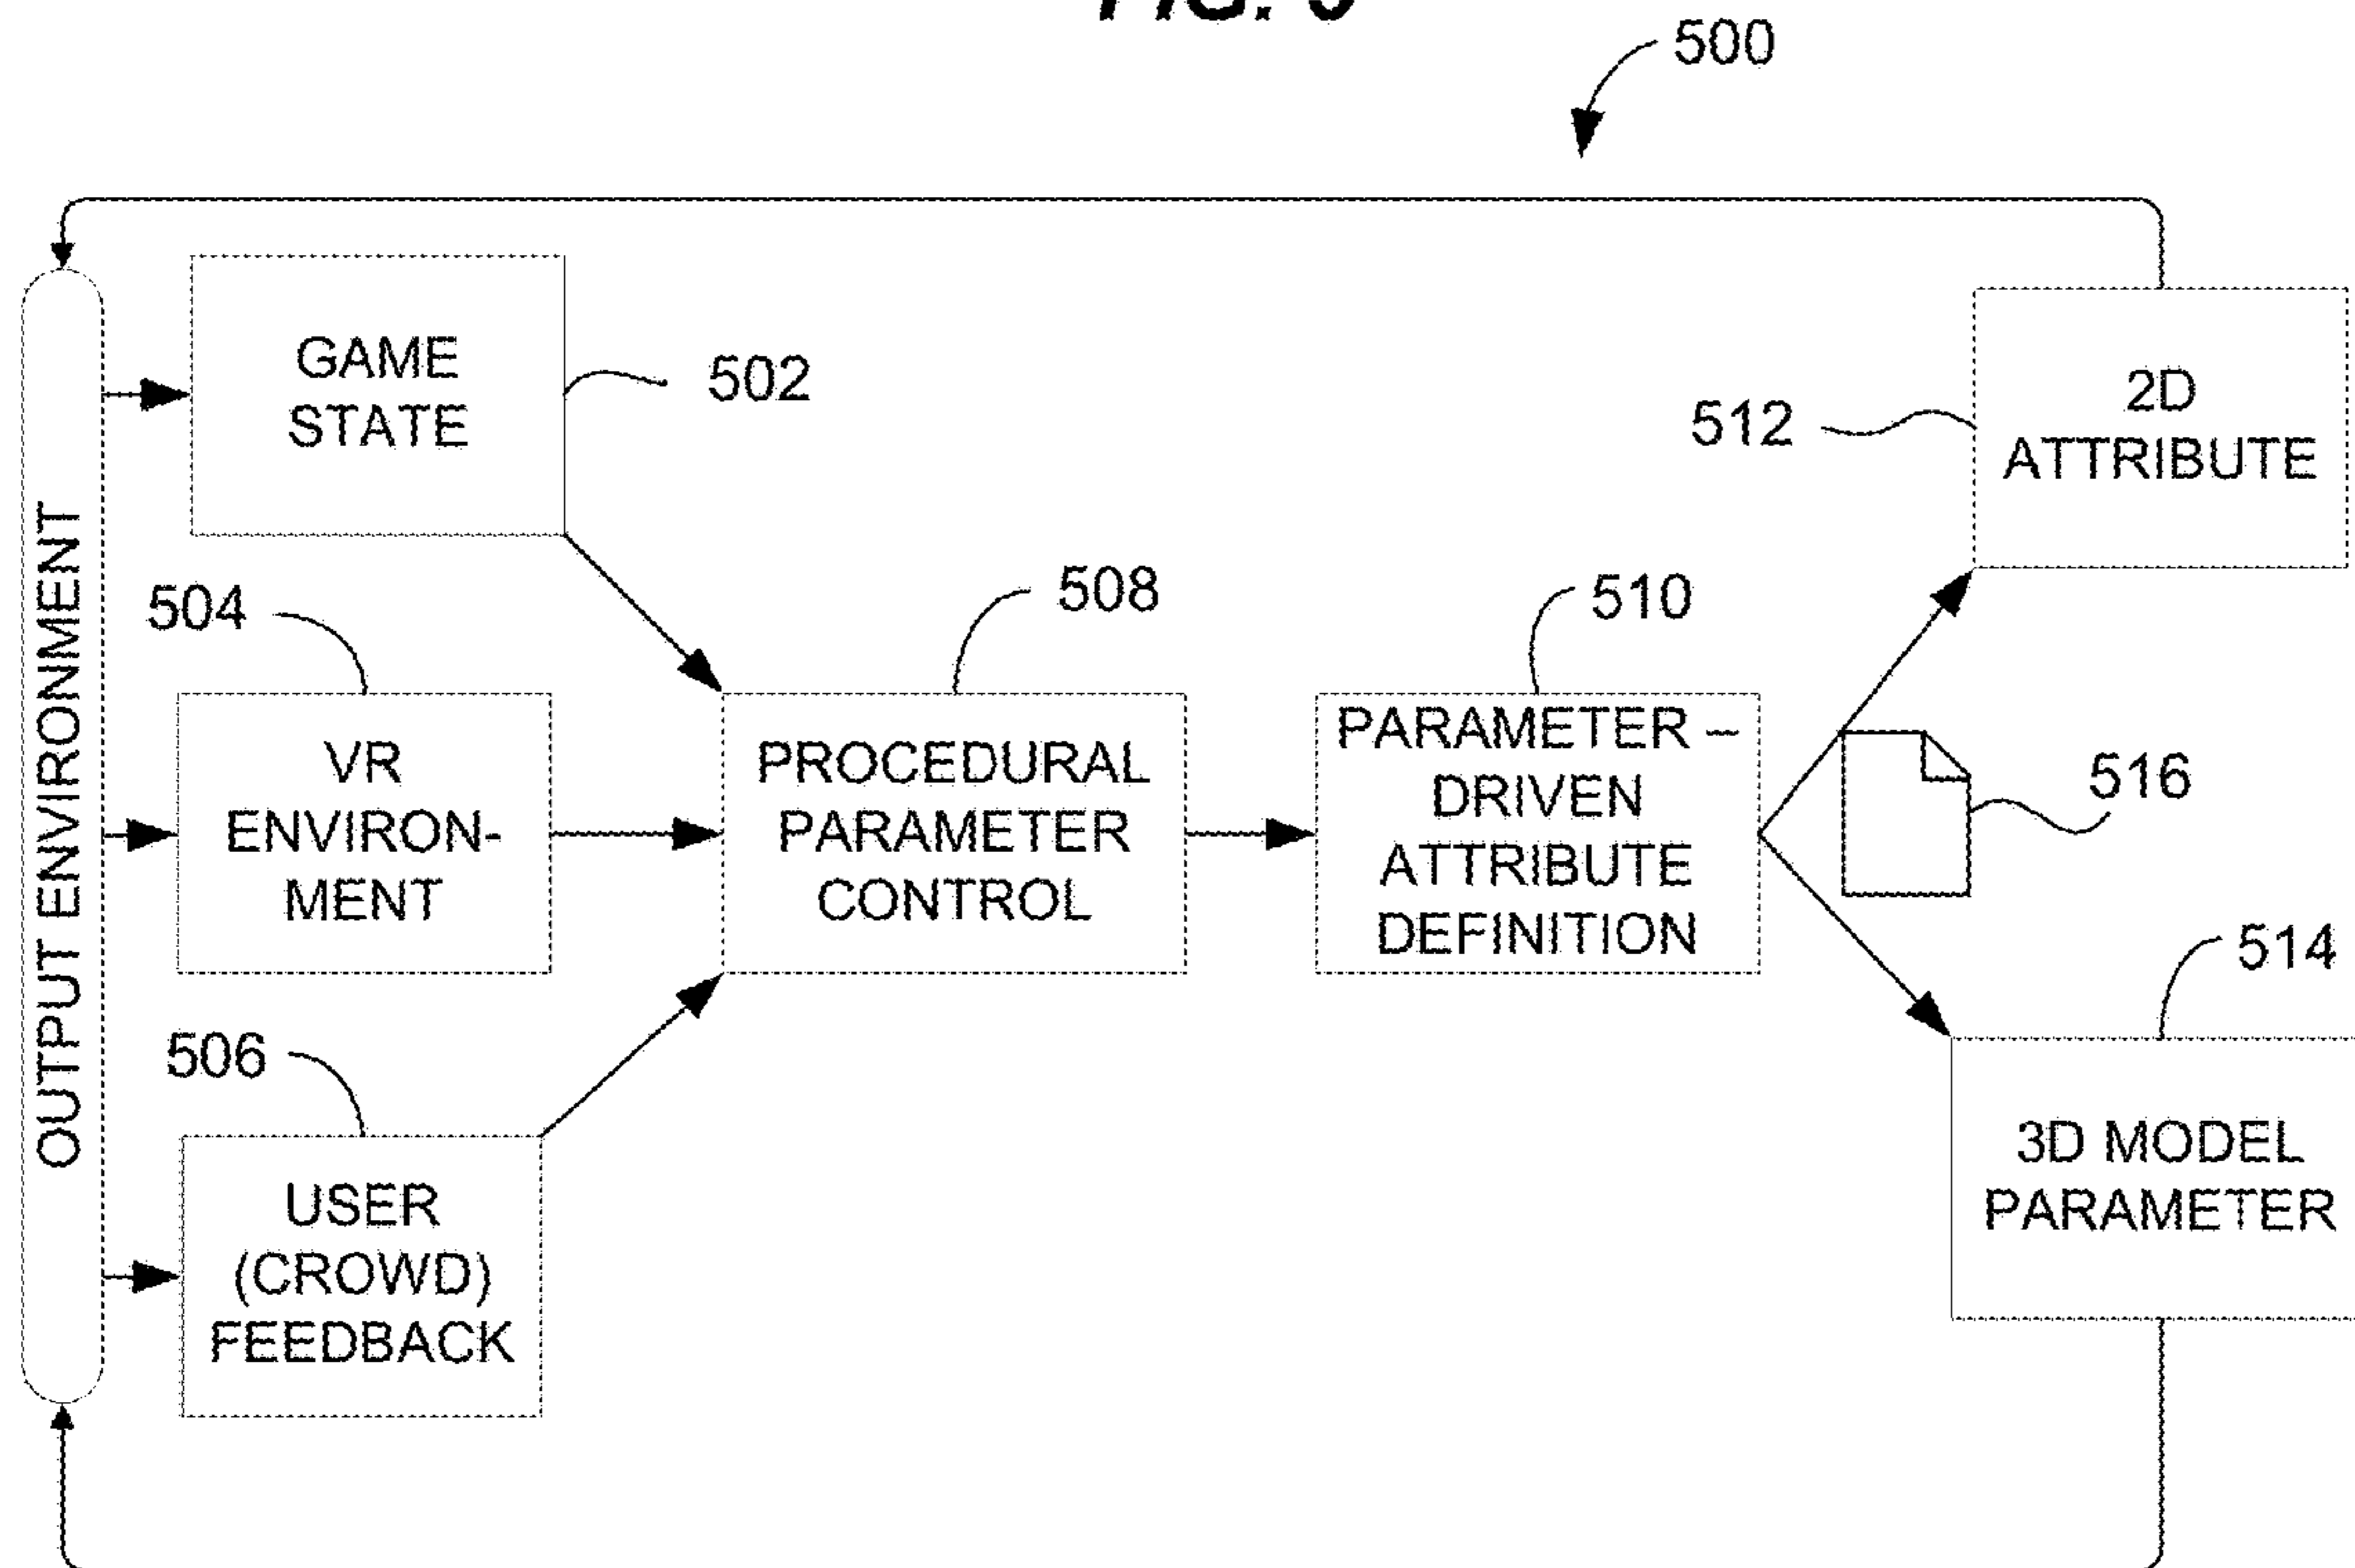 500
GAME
STATE
502
2D
ATTRIBUTE
512
OUTPUT ENVIRONMENT
504
508
510
VR
ENVIRON-
MENT
PROCEDURAL
PARAMETER
CONTROL
PARAMETER –
DRIVEN
ATTRIBUTE
DEFINITION
516
514
506
3D MODEL
PARAMETER
USER
(CROWD)
FEEDBACK